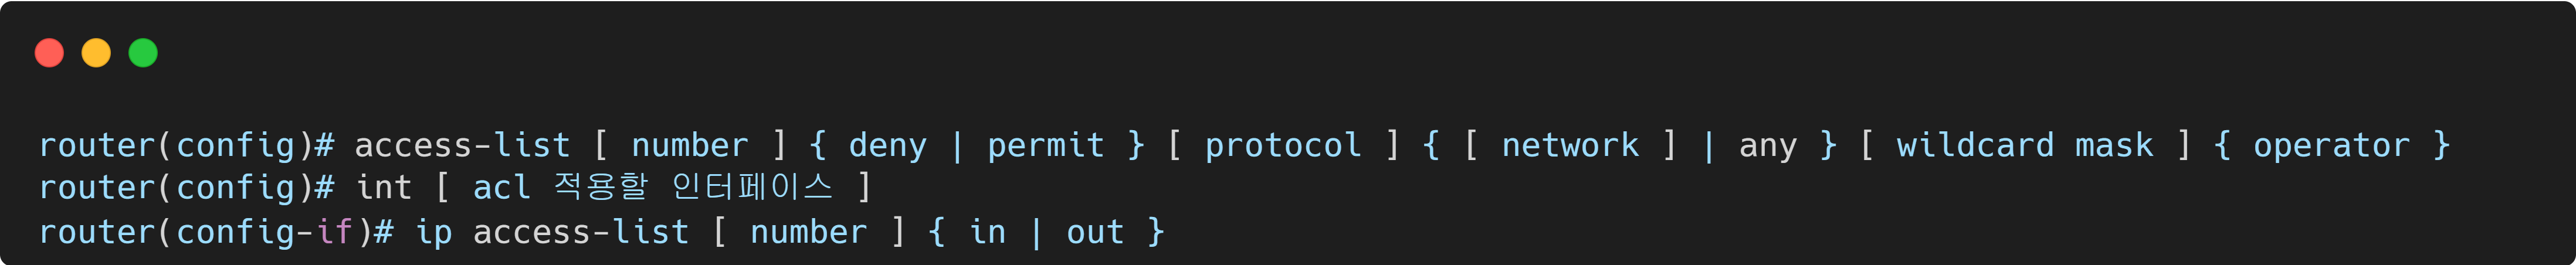 router(config)# access-list [ number ] { deny | permit } [ protocol ] { [ network ] | any } [ wildcard mask ] { operator }
router(config)# int [ acl 적용할 인터페이스 ]
router(config-if)# ip access-list [ number ] { in | out }